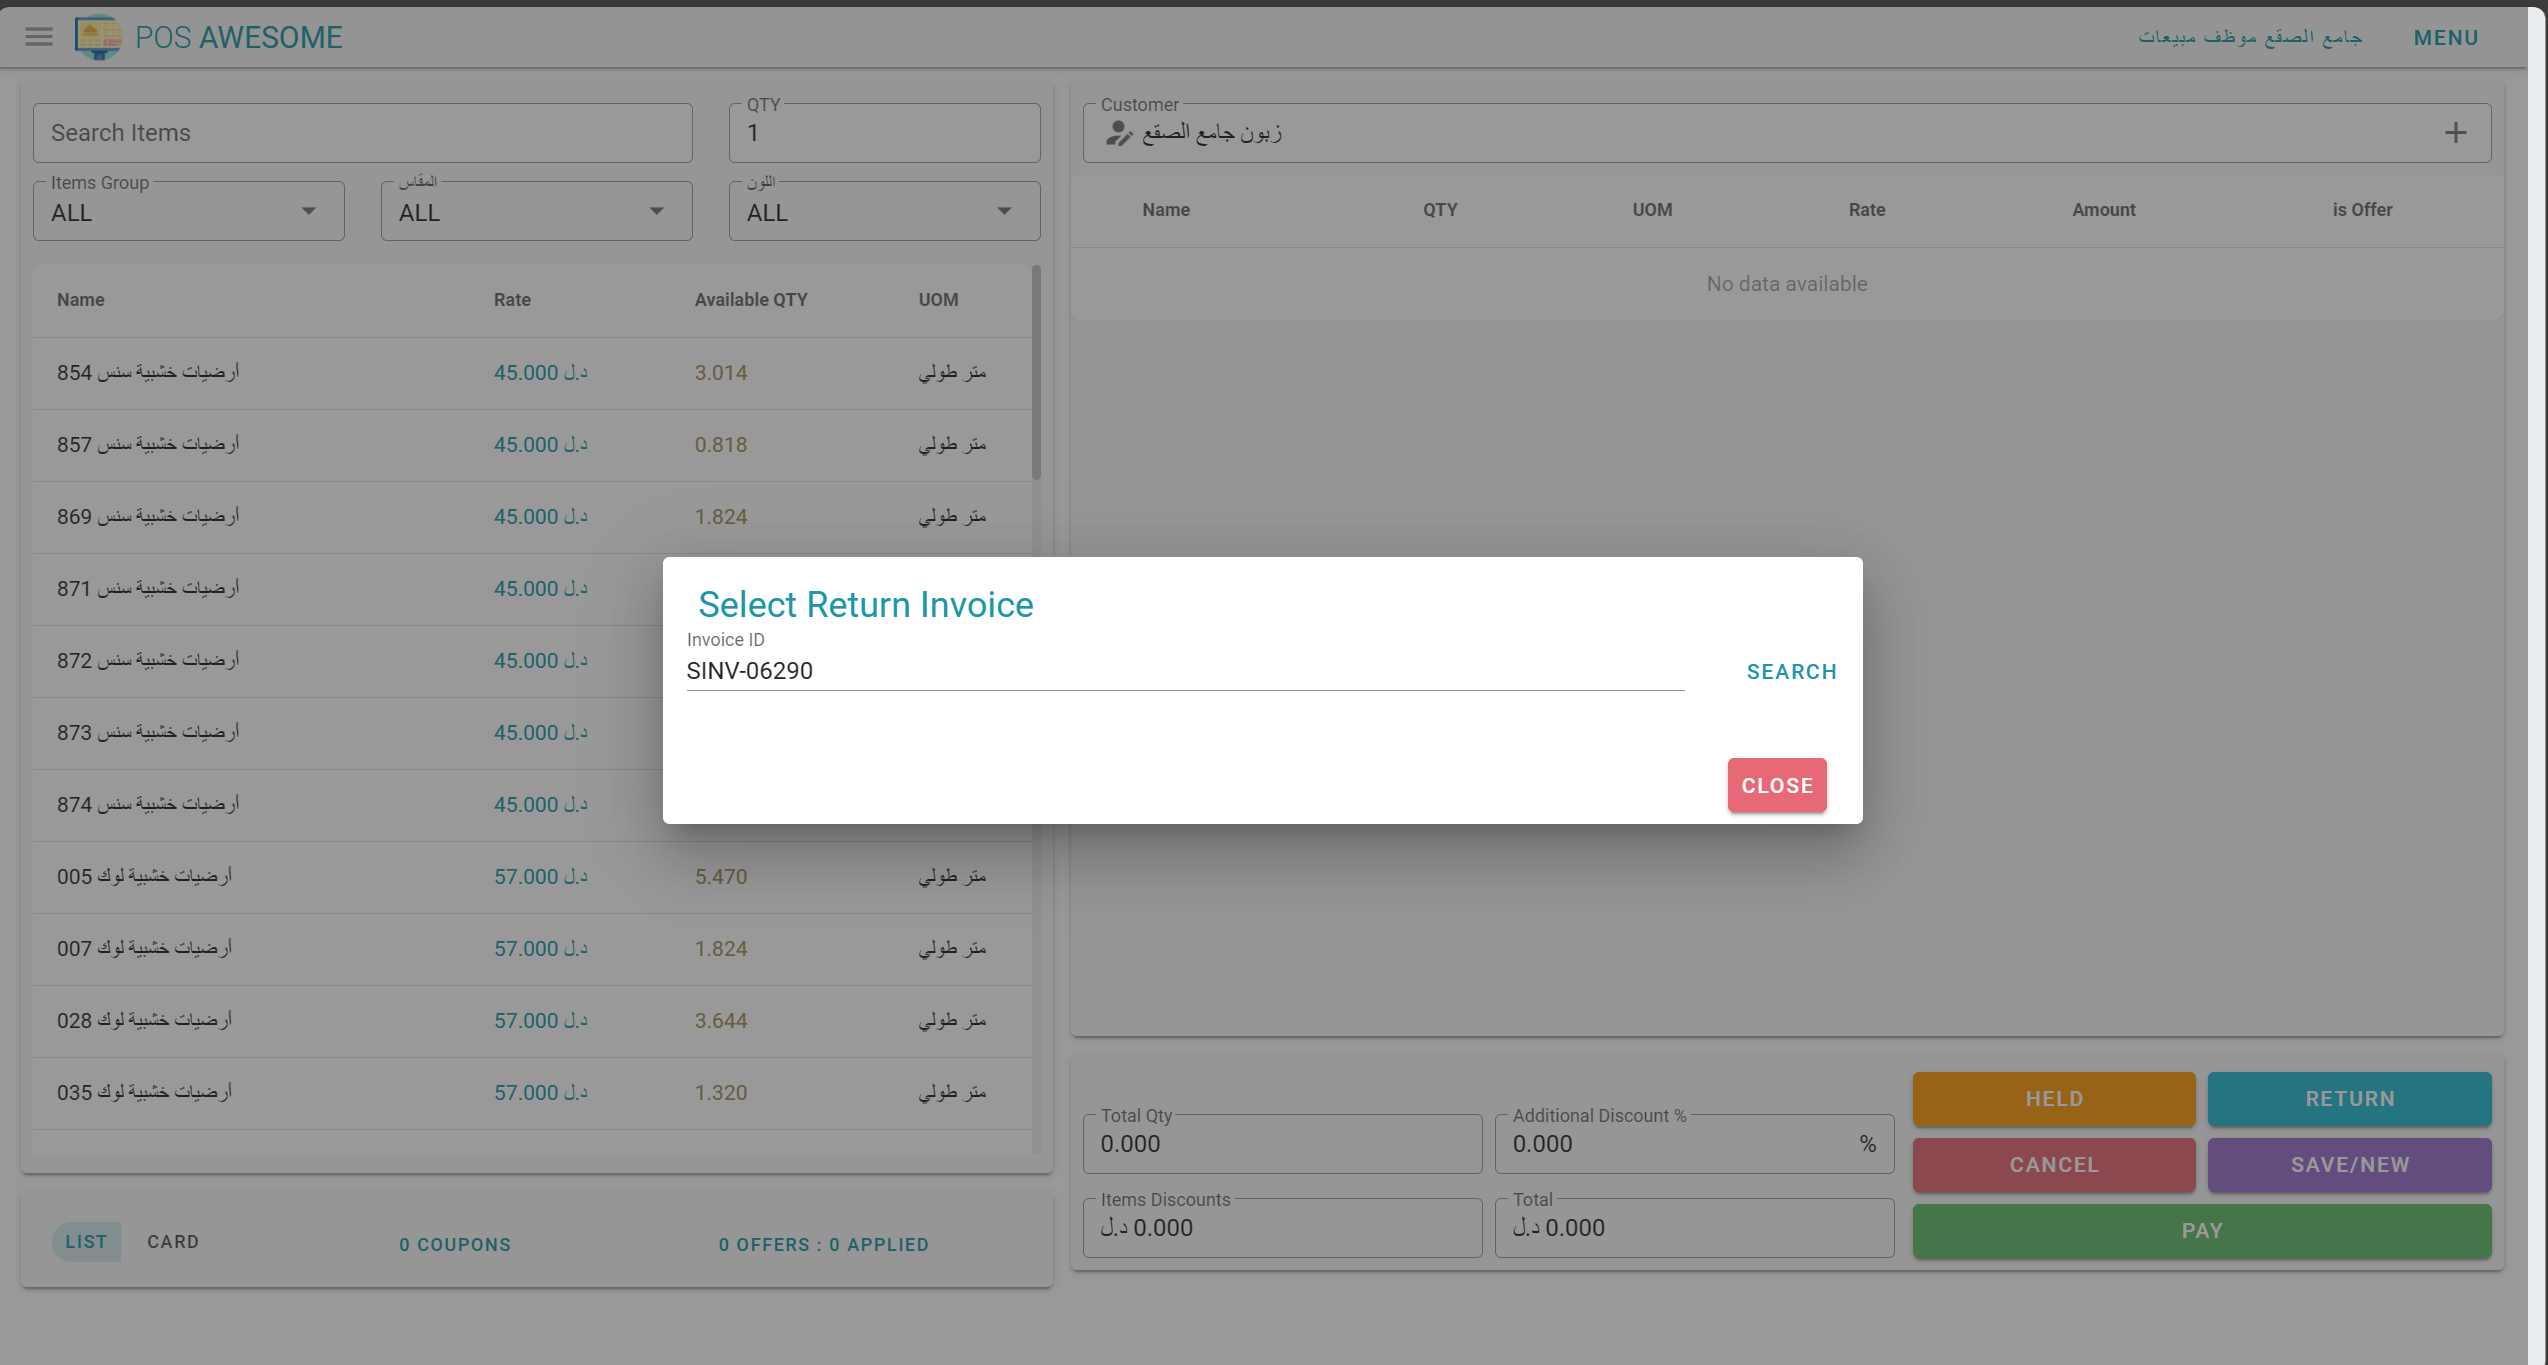 POS AWESOME
جامع الصقع موظف مبيعات
MENU
Search Items
QTY
1
Items Group
ALL
المقاس
ALL
اللون
ALL
Name Rate Available QTY UOM
أرضيات خشبية سنس 854 د.ل 45.000 3.014 متر طولي
أرضيات خشبية سنس 857 د.ل 45.000 0.818 متر طولي
أرضيات خشبية سنس 869 د.ل 45.000 1.824 متر طولي
أرضيات خشبية سنس 871 د.ل 45.000
أرضيات خشبية سنس 872 د.ل 45.000
أرضيات خشبية سنس 873 د.ل 45.000
أرضيات خشبية سنس 874 د.ل 45.000
أرضيات خشبية لوك 005 د.ل 57.000 5.470 متر طولي
أرضيات خشبية لوك 007 د.ل 57.000 1.824 متر طولي
أرضيات خشبية لوك 028 د.ل 57.000 3.644 متر طولي
أرضيات خشبية لوك 035 د.ل 57.000 1.320 متر طولي
LIST CARD 0 COUPONS 0 OFFERS : 0 APPLIED
Customer
زبون جامع الصقع
Name QTY UOM Rate Amount is Offer
No data available
Select Return Invoice
Invoice ID
SINV-06290
SEARCH
CLOSE
Total Qty
0.000
Additional Discount %
0.000 %
Items Discounts
د.ل 0.000
Total
د.ل 0.000
HELD RETURN
CANCEL SAVE/NEW
PAY